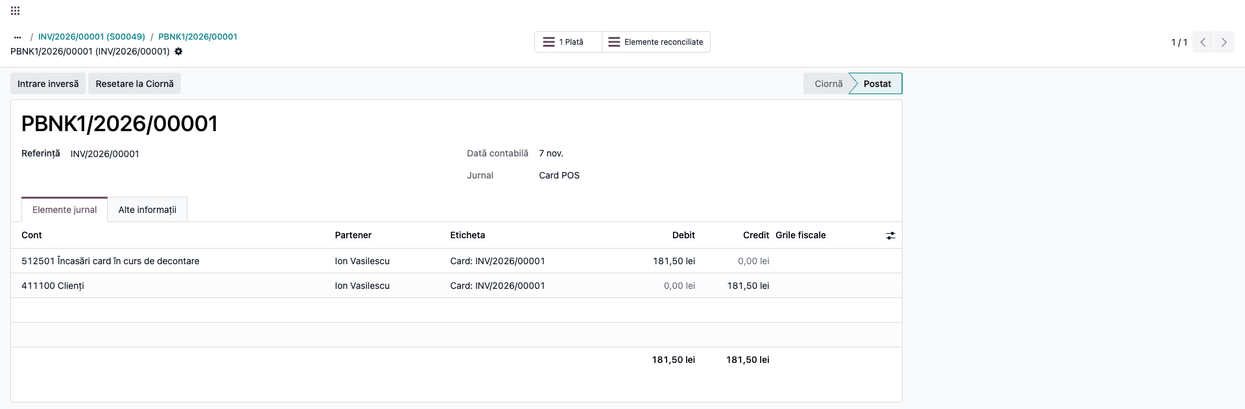 ... / INV/2026/00001 (S00049) / PBNK1/2026/00001
PBNK1/2026/00001 (INV/2026/00001)
1 Plată
Elemente reconciliate
1 / 1
Intrare inversă
Resetare la Ciornă
Ciornă
Postat
PBNK1/2026/00001
Referință INV/2026/00001
Dată contabilă 7 nov.
Jurnal Card POS
Elemente jurnal
Alte informații
Cont Partener Eticheta Debit Credit Grile fiscale
512501 Încasări card în curs de decontare Ion Vasilescu Card: INV/2026/00001 181,50 lei 0,00 lei
411100 Clienți Ion Vasilescu Card: INV/2026/00001 0,00 lei 181,50 lei
181,50 lei 181,50 lei